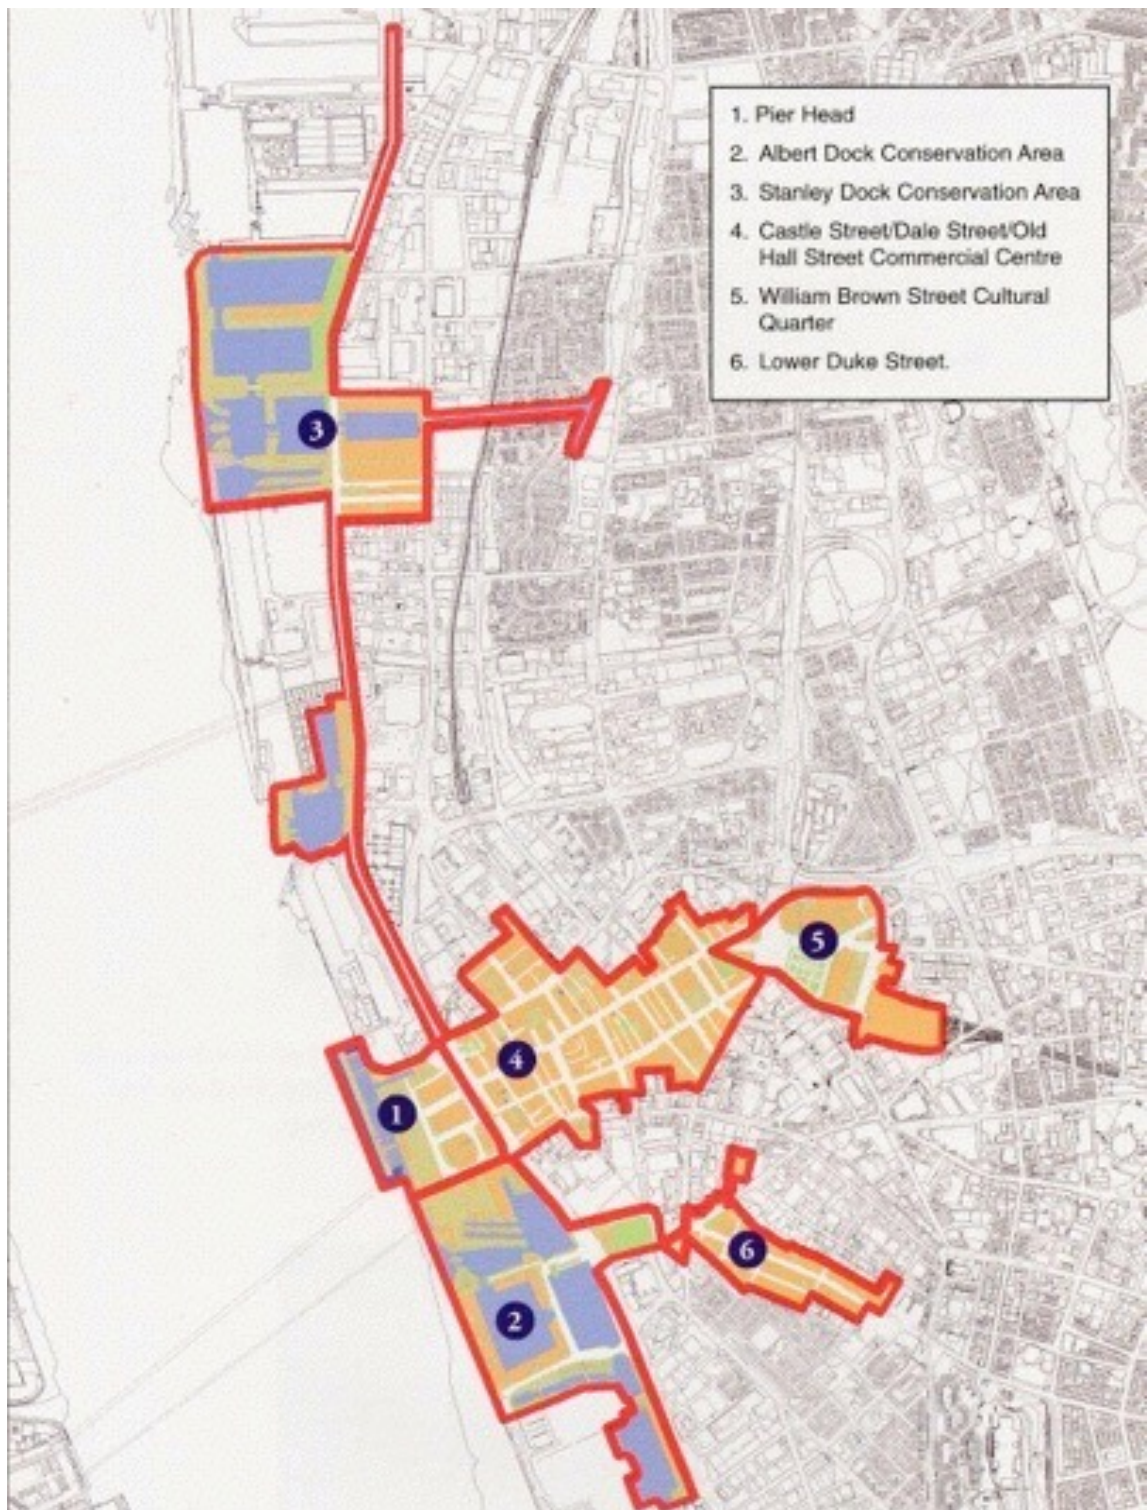 1. Pier Head
2. Albert Dock Conservation Area
3. Stanley Dock Conservation Area
4. Castle Street/Dale Street/Old
Hall Street Commercial Centre
5. William Brown Street Cultural
Quarter
6. Lower Duke Street.
3
5
4
1
6
2